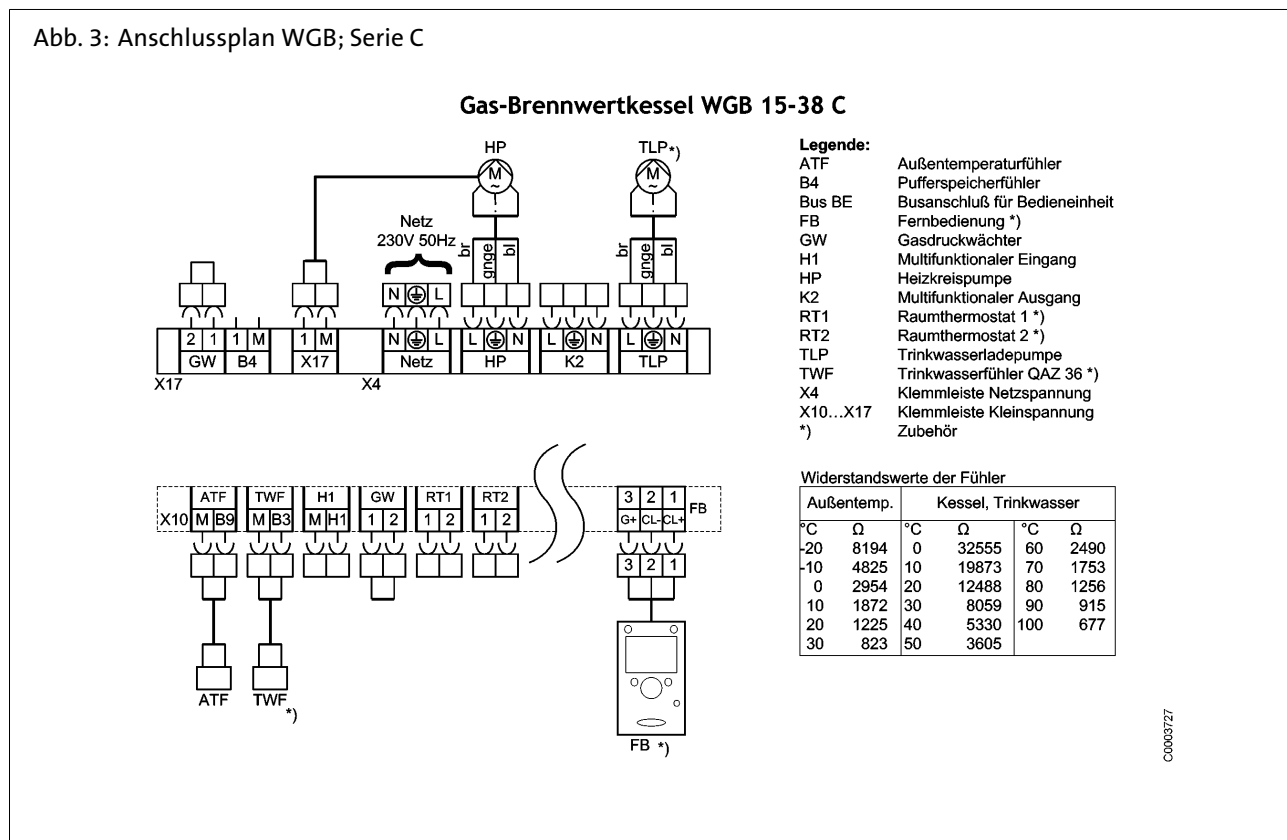 Abb. 3: Anschlussplan WGB; Serie C
Gas-Brennwertkessel WGB 15-38 C
HP
TLP *)
M
~
M
~
Netz
230V 50Hz
br
gnge
bl
br
gnge
bl
N L
2 1 1 M 1 M N L L N L N L N
GW B4 X17 Netz HP K2 TLP
X17 X4
Legende:
ATF Außentemperaturfühler
B4 Pufferspeicherfühler
Bus BE Busanschluß für Bedieneinheit
FB Fernbedienung *)
GW Gasdruckwächter
H1 Multifunktionaler Eingang
HP Heizkreispumpe
K2 Multifunktionaler Ausgang
RT1 Raumthermostat 1 *)
RT2 Raumthermostat 2 *)
TLP Trinkwasserladepumpe
TWF Trinkwasserfühler QAZ 36 *)
X4 Klemmleiste Netzspannung
X10...X17 Klemmleiste Kleinspannung
*) Zubehör
ATF TWF H1 GW RT1 RT2 3 2 1
X10 M B9 M B3 M H1 1 2 1 2 1 2 G+ CL- CL+ FB
3 2 1
ATF TWF *)
FB *)
Widerstandswerte der Fühler
Außentemp. Kessel, Trinkwasser
°C Ω °C Ω °C Ω
-20 8194 0 32555 60 2490
-10 4825 10 19873 70 1753
0 2954 20 12488 80 1256
10 1872 30 8059 90 915
20 1225 40 5330 100 677
30 823 50 3605
C0003727